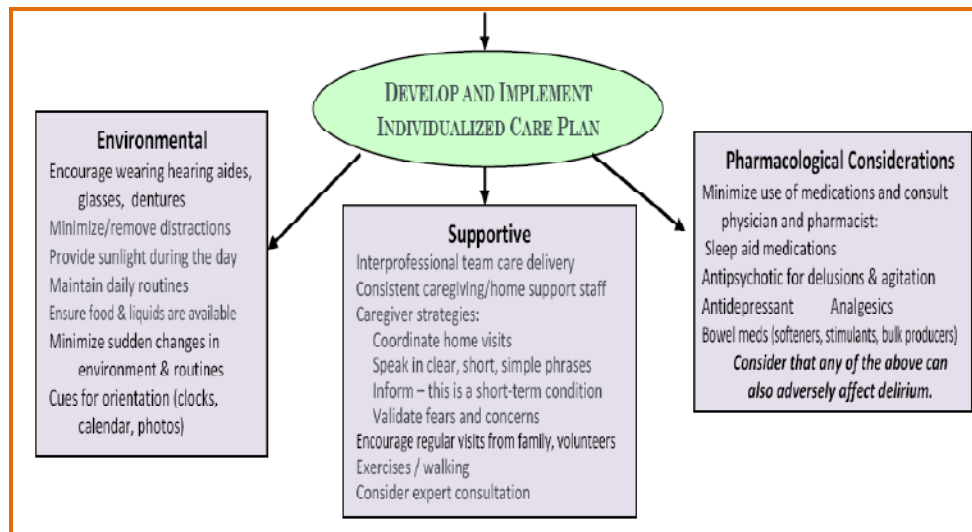 DEVELOP AND IMPLEMENT
INDIVIDUALIZED CARE PLAN
Environmental
Encourage wearing hearing aides,
glasses, dentures
Minimize/remove distractions
Provide sunlight during the day
Maintain daily routines
Ensure food & liquids are available
Minimize sudden changes in
environment & routines
Cues for orientation (clocks,
calendar, photos)
Supportive
Interprofessional team care delivery
Consistent caregiving/home support staff
Caregiver strategies:
Coordinate home visits
Speak in clear, short, simple phrases
Inform – this is a short-term condition
Validate fears and concerns
Encourage regular visits from family, volunteers
Exercises / walking
Consider expert consultation
Pharmacological Considerations
Minimize use of medications and consult
physician and pharmacist:
Sleep aid medications
Antipsychotic for delusions & agitation
Antidepressant Analgesics
Bowel meds (softeners, stimulants, bulk producers)
Consider that any of the above can
also adversely affect delirium.